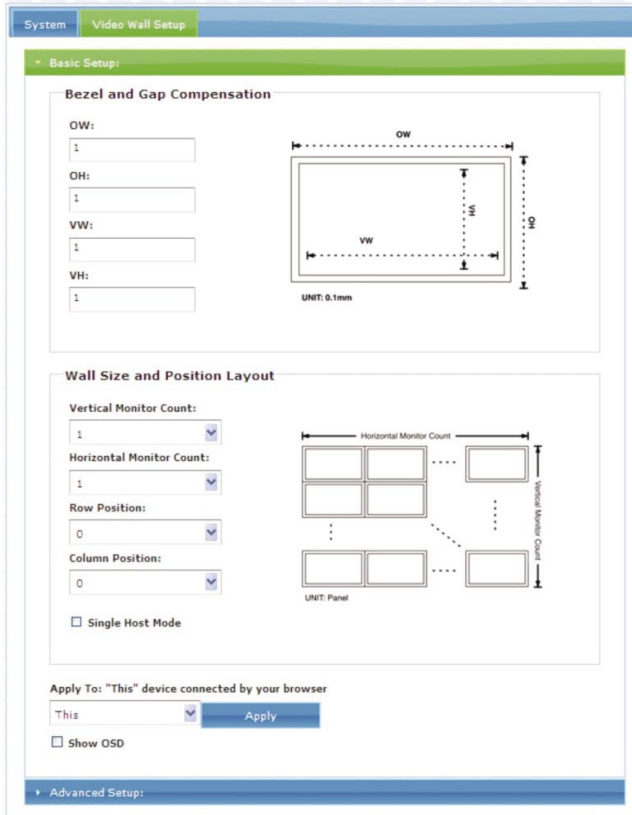 System
Video Wall Setup
Basic Setup:
Bezel and Gap Compensation
OW:
1
OH:
1
VW:
1
VH:
1
OW
VH
OH
VW
UNIT: 0.1mm
Wall Size and Position Layout
Vertical Monitor Count:
1
Horizontal Monitor Count:
1
Row Position:
0
Column Position:
0
Single Host Mode
Horizontal Monitor Count
Vertical Monitor Count
UNIT: Panel
Apply To: "This" device connected by your browser
This
Apply
Show OSD
Advanced Setup: